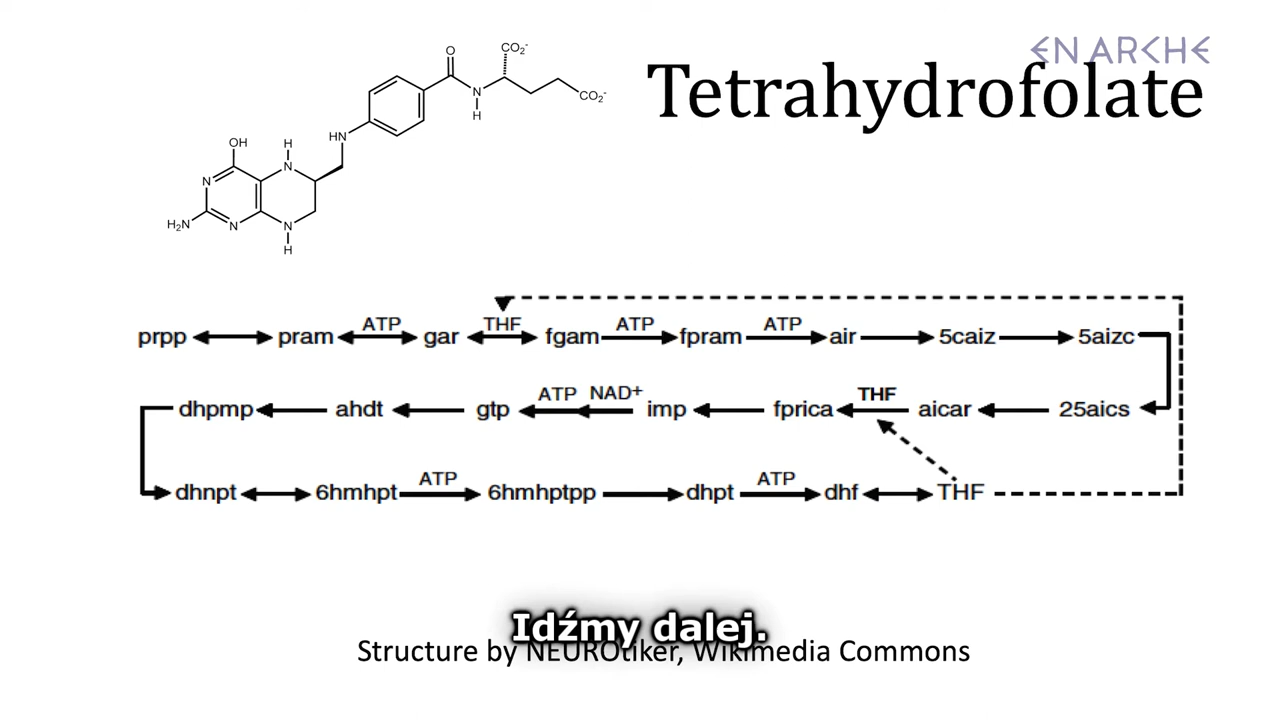 EN ARCHE
Tetrahydrofolate
O
CO₂⁻
N
H
CO₂⁻
HN
OH
H
N
N
H₂N
N
N
H
ATP THF ATP ATP
prpp pram gar fgam fpram air 5caiz 5aizc
ATP NAD+ THF
dhpmp ahdt gtp imp fprica aicar 25aics
ATP ATP
dhnpt 6hmhpt 6hmhptpp dhpt dhf THF
Idźmy dalej.
Structure by NEUROtiker, Wikimedia Commons